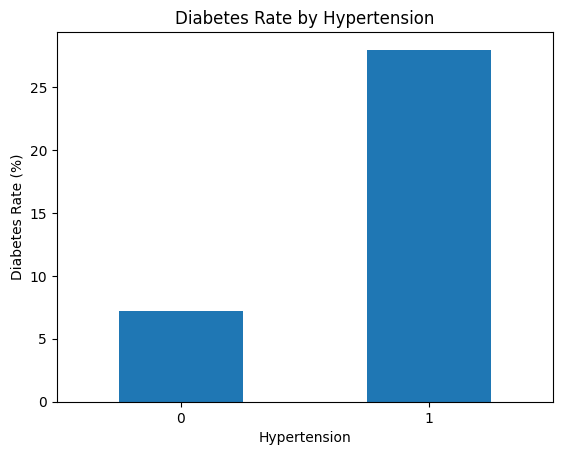 Diabetes Rate by Hypertension
Diabetes Rate (%)
25
20
15
10
5
0
0 1
Hypertension